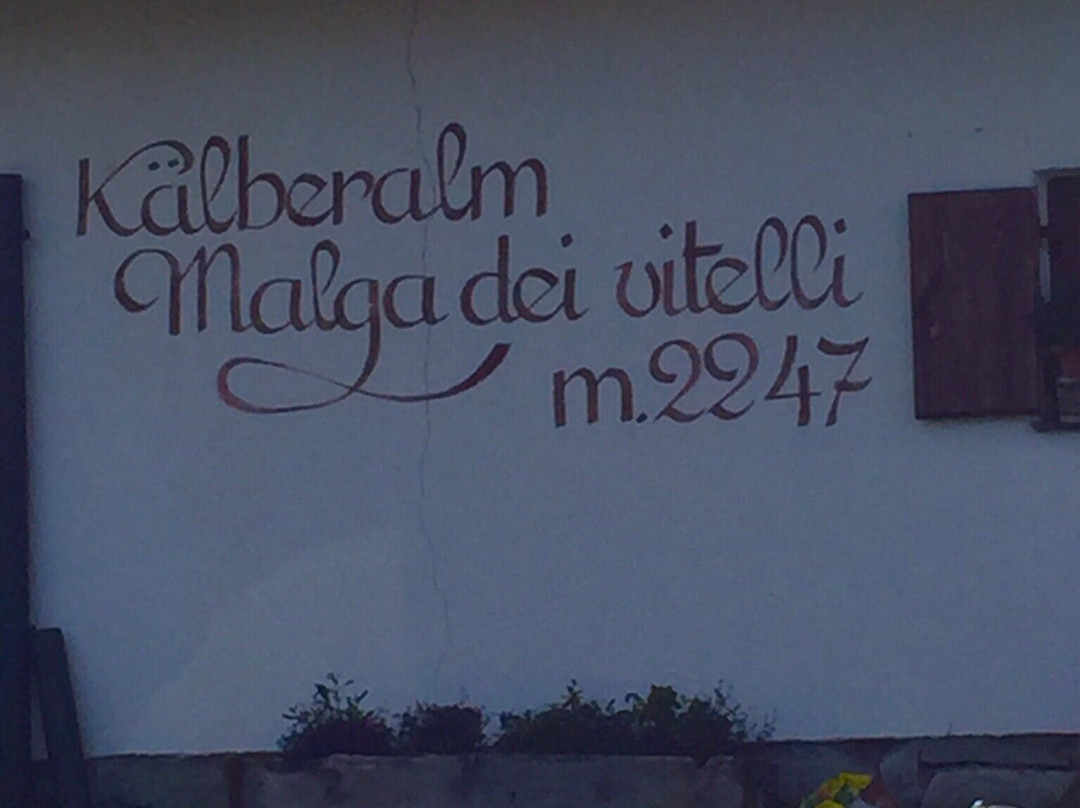 Kälberalm
Malga dei vitelli
m.2247